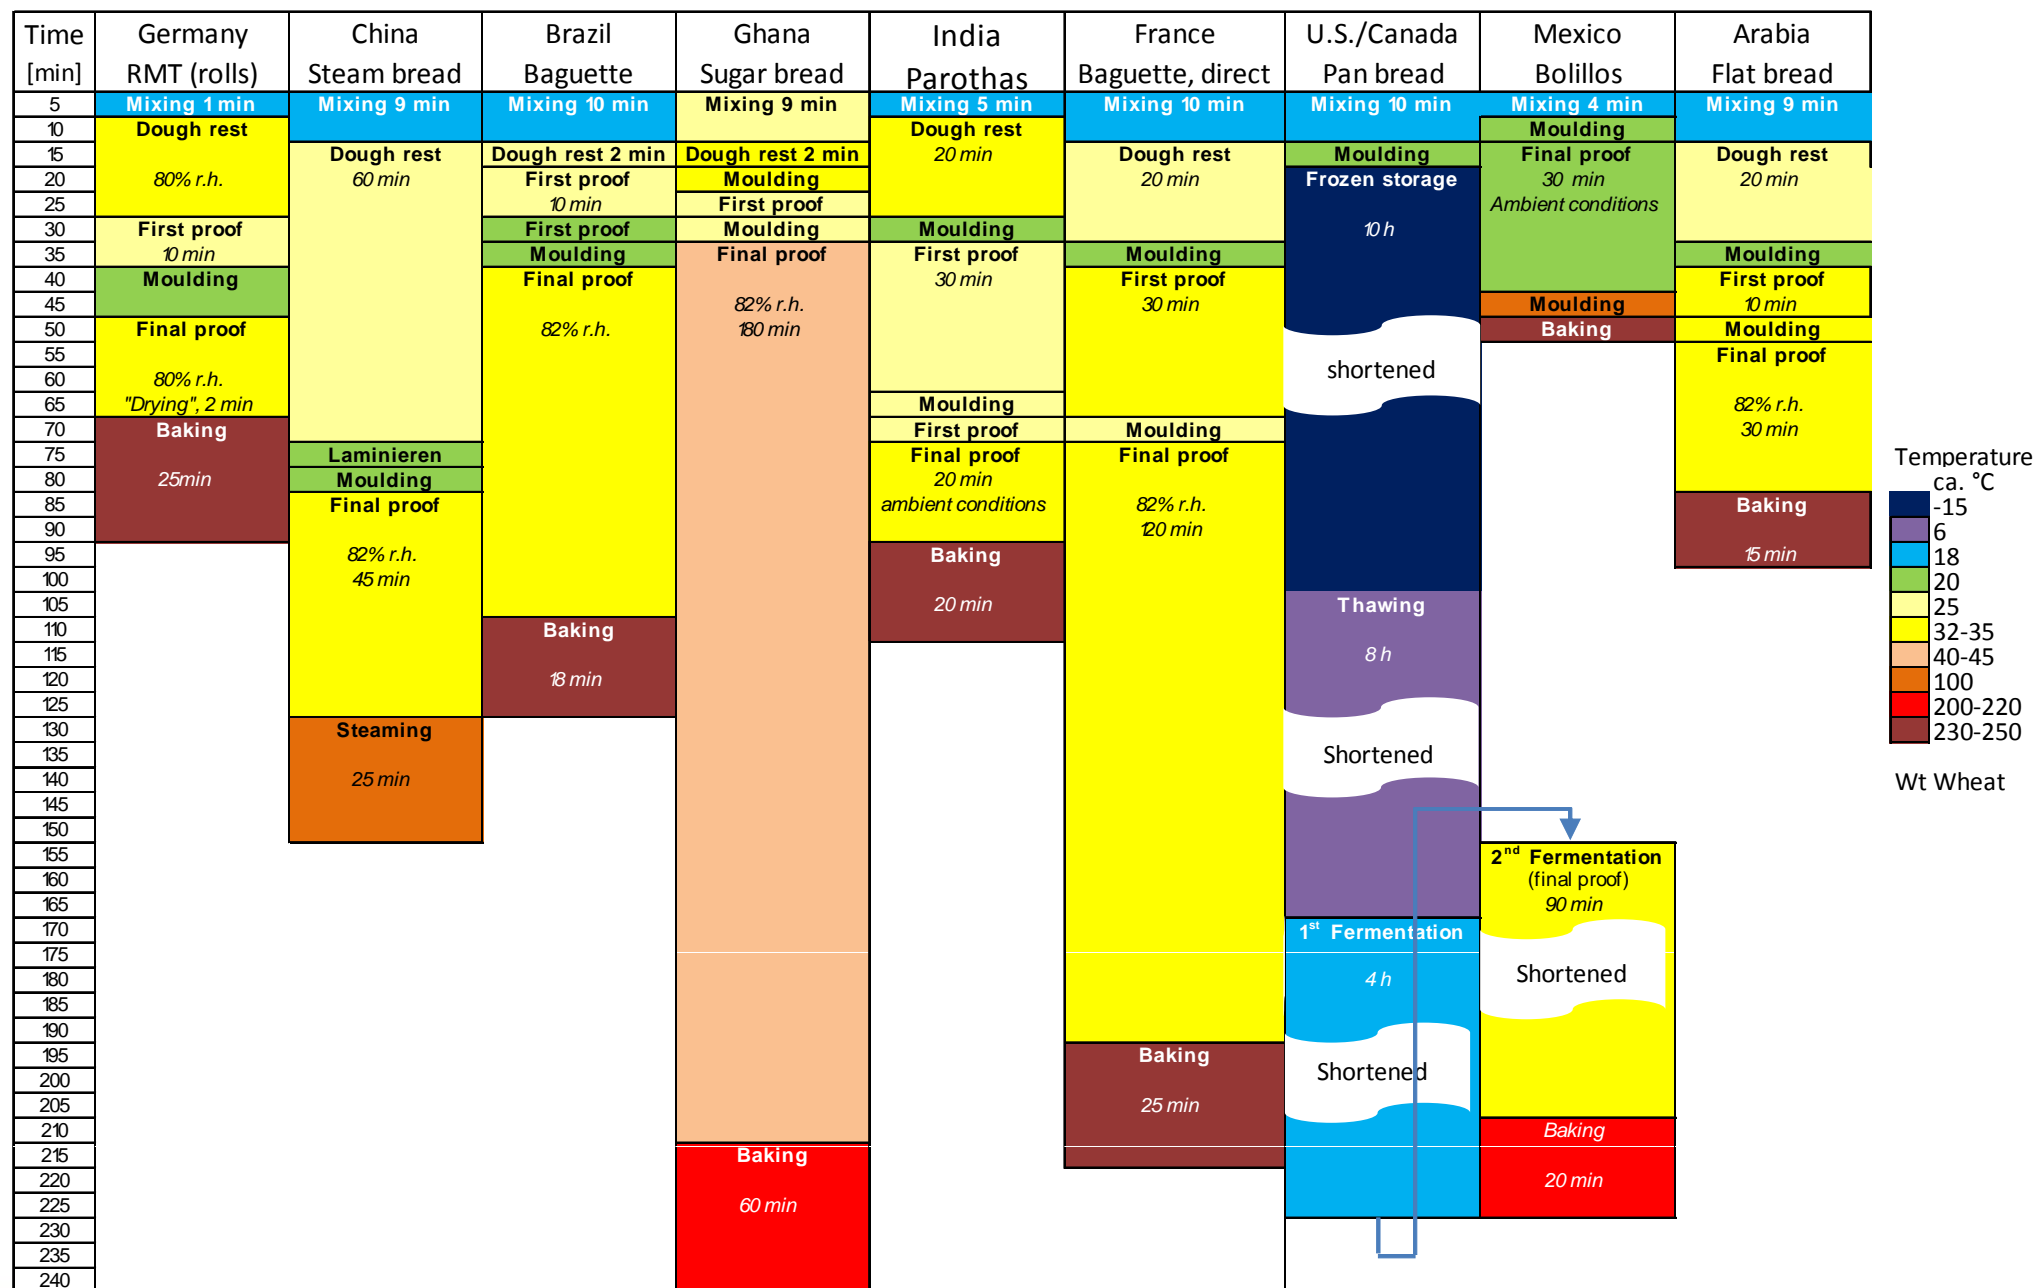 Time Germany China Brazil Ghana India France U.S./Canada Mexico Arabia
[min] RMT (rolls) Steam bread Baguette Sugar bread Parothas Baguette, direct Pan bread Bolillos Flat bread
5 Mixing 1 min Mixing 9 min Mixing 10 min Mixing 9 min Mixing 5 min Mixing 10 min Mixing 10 min Mixing 4 min Mixing 9 min
10 Dough rest Dough rest Moulding
15 Dough rest Dough rest 2 min Dough rest 2 min 20 min Dough rest Moulding Final proof Dough rest
20 80% r.h. 60 min First proof Moulding 20 min Frozen storage 30 min 20 min
25 10 min First proof Ambient conditions
30 First proof First proof Moulding Moulding 10 h
35 10 min Moulding Final proof First proof Moulding Moulding
40 Moulding Final proof 30 min First proof First proof
45 82% r.h. 30 min Moulding 10 min
50 Final proof 82% r.h. 180 min Baking Moulding
55 Final proof
60 80% r.h. shortened
65 "Drying", 2 min Moulding 82% r.h.
70 Baking First proof Moulding 30 min
75 Laminieren Final proof Final proof
Temperature
80 25min Moulding 20 min
ca. °C
85 Final proof ambient conditions 82% r.h. Baking
-15
90 120 min
6
95 82% r.h. Baking 15 min
18
100 45 min
20
105 20 min Thawing
25
110 Baking
32-35
115 8 h
40-45
120 18 min
100
125
200-220
130 Steaming
230-250
135 Shortened
140 25 min
Wt Wheat
145
150
155 2nd Fermentation
160 (final proof)
165 90 min
170 1st Fermentation
175
180 4 h Shortened
185
190
195 Baking
200 Shortened
205 25 min
210 Baking
215 Baking
220 20 min
225 60 min
230
235
240